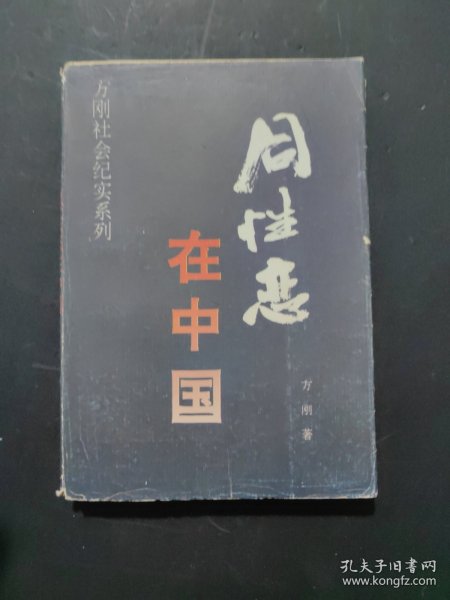 方刚社会纪实系列
同性恋
在中国
方刚著
孔夫子旧书网
www.kongfz.com